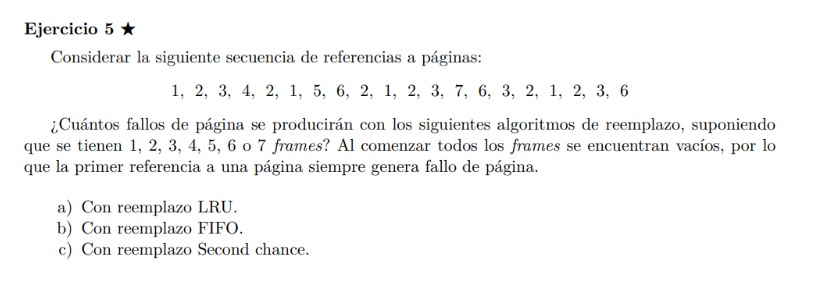 Ejercicio 5 ★
Considerar la siguiente secuencia de referencias a páginas:
1, 2, 3, 4, 2, 1, 5, 6, 2, 1, 2, 3, 7, 6, 3, 2, 1, 2, 3, 6
¿Cuántos fallos de página se producirán con los siguientes algoritmos de reemplazo, suponiendo
que se tienen 1, 2, 3, 4, 5, 6 o 7 frames? Al comenzar todos los frames se encuentran vacíos, por lo
que la primer referencia a una página siempre genera fallo de página.
a) Con reemplazo LRU.
b) Con reemplazo FIFO.
c) Con reemplazo Second chance.